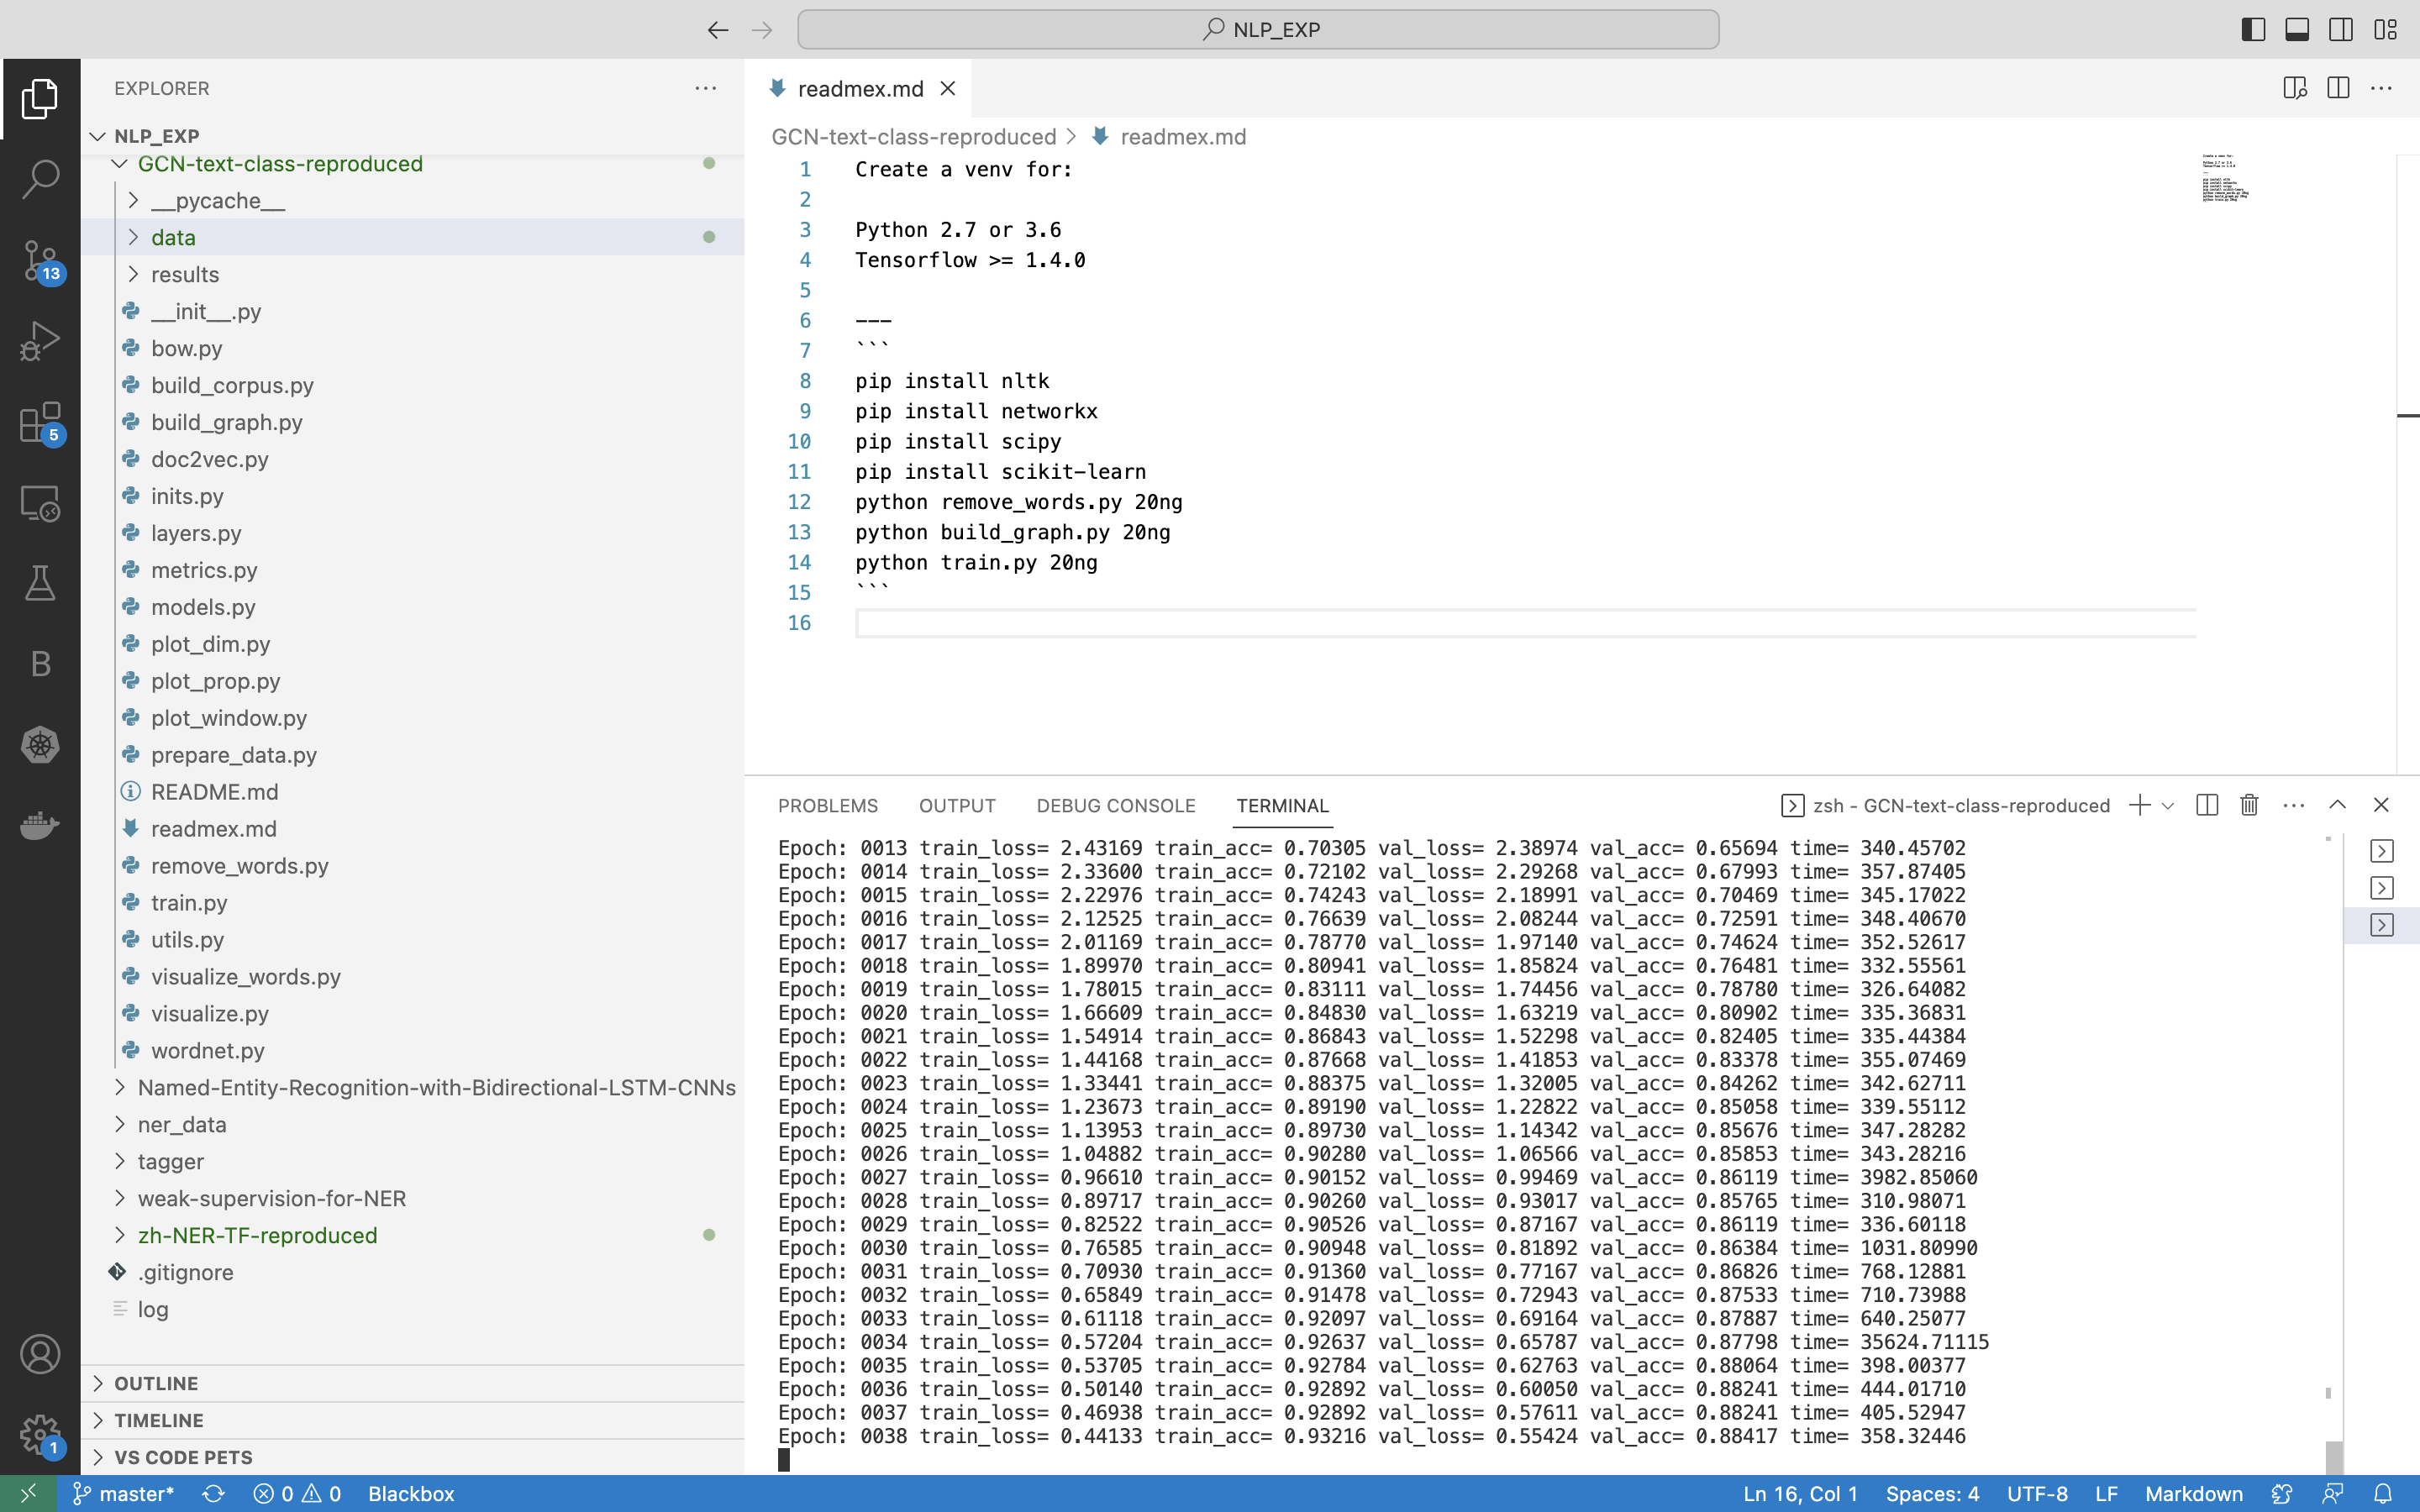 NLP_EXP
EXPLORER
NLP_EXP
GCN-text-class-reproduced
__pycache__
data
results
__init__.py
bow.py
build_corpus.py
build_graph.py
doc2vec.py
inits.py
layers.py
metrics.py
models.py
plot_dim.py
plot_prop.py
plot_window.py
prepare_data.py
README.md
readmex.md
remove_words.py
train.py
utils.py
visualize_words.py
visualize.py
wordnet.py
Named-Entity-Recognition-with-Bidirectional-LSTM-CNNs
ner_data
tagger
weak-supervision-for-NER
zh-NER-TF-reproduced
.gitignore
log
OUTLINE
TIMELINE
VS CODE PETS
13
5
B
1
readmex.md
GCN-text-class-reproduced > readmex.md
1 Create a venv for:
2
3 Python 2.7 or 3.6
4 Tensorflow >= 1.4.0
5
6 ---
7 ```
8 pip install nltk
9 pip install networkx
10 pip install scipy
11 pip install scikit-learn
12 python remove_words.py 20ng
13 python build_graph.py 20ng
14 python train.py 20ng
15 ```
16
PROBLEMS OUTPUT DEBUG CONSOLE TERMINAL zsh - GCN-text-class-reproduced
Epoch: 0013 train_loss= 2.43169 train_acc= 0.70305 val_loss= 2.38974 val_acc= 0.65694 time= 340.45702
Epoch: 0014 train_loss= 2.33600 train_acc= 0.72102 val_loss= 2.29268 val_acc= 0.67993 time= 357.87405
Epoch: 0015 train_loss= 2.22976 train_acc= 0.74243 val_loss= 2.18991 val_acc= 0.70469 time= 345.17022
Epoch: 0016 train_loss= 2.12525 train_acc= 0.76639 val_loss= 2.08244 val_acc= 0.72591 time= 348.40670
Epoch: 0017 train_loss= 2.01169 train_acc= 0.78770 val_loss= 1.97140 val_acc= 0.74624 time= 352.52617
Epoch: 0018 train_loss= 1.89970 train_acc= 0.80941 val_loss= 1.85824 val_acc= 0.76481 time= 332.55561
Epoch: 0019 train_loss= 1.78015 train_acc= 0.83111 val_loss= 1.74456 val_acc= 0.78780 time= 326.64082
Epoch: 0020 train_loss= 1.66609 train_acc= 0.84830 val_loss= 1.63219 val_acc= 0.80902 time= 335.36831
Epoch: 0021 train_loss= 1.54914 train_acc= 0.86843 val_loss= 1.52298 val_acc= 0.82405 time= 335.44384
Epoch: 0022 train_loss= 1.44168 train_acc= 0.87668 val_loss= 1.41853 val_acc= 0.83378 time= 355.07469
Epoch: 0023 train_loss= 1.33441 train_acc= 0.88375 val_loss= 1.32005 val_acc= 0.84262 time= 342.62711
Epoch: 0024 train_loss= 1.23673 train_acc= 0.89190 val_loss= 1.22822 val_acc= 0.85058 time= 339.55112
Epoch: 0025 train_loss= 1.13953 train_acc= 0.89730 val_loss= 1.14342 val_acc= 0.85676 time= 347.28282
Epoch: 0026 train_loss= 1.04882 train_acc= 0.90280 val_loss= 1.06566 val_acc= 0.85853 time= 343.28216
Epoch: 0027 train_loss= 0.96610 train_acc= 0.90152 val_loss= 0.99469 val_acc= 0.86119 time= 3982.85060
Epoch: 0028 train_loss= 0.89717 train_acc= 0.90260 val_loss= 0.93017 val_acc= 0.85765 time= 310.98071
Epoch: 0029 train_loss= 0.82522 train_acc= 0.90526 val_loss= 0.87167 val_acc= 0.86119 time= 336.60118
Epoch: 0030 train_loss= 0.76585 train_acc= 0.90948 val_loss= 0.81892 val_acc= 0.86384 time= 1031.80990
Epoch: 0031 train_loss= 0.70930 train_acc= 0.91360 val_loss= 0.77167 val_acc= 0.86826 time= 768.12881
Epoch: 0032 train_loss= 0.65849 train_acc= 0.91478 val_loss= 0.72943 val_acc= 0.87533 time= 710.73988
Epoch: 0033 train_loss= 0.61118 train_acc= 0.92097 val_loss= 0.69164 val_acc= 0.87887 time= 640.25077
Epoch: 0034 train_loss= 0.57204 train_acc= 0.92637 val_loss= 0.65787 val_acc= 0.87798 time= 35624.71115
Epoch: 0035 train_loss= 0.53705 train_acc= 0.92784 val_loss= 0.62763 val_acc= 0.88064 time= 398.00377
Epoch: 0036 train_loss= 0.50140 train_acc= 0.92892 val_loss= 0.60050 val_acc= 0.88241 time= 444.01710
Epoch: 0037 train_loss= 0.46938 train_acc= 0.92892 val_loss= 0.57611 val_acc= 0.88241 time= 405.52947
Epoch: 0038 train_loss= 0.44133 train_acc= 0.93216 val_loss= 0.55424 val_acc= 0.88417 time= 358.32446
master* 0 0 Blackbox Ln 16, Col 1 Spaces: 4 UTF-8 LF Markdown